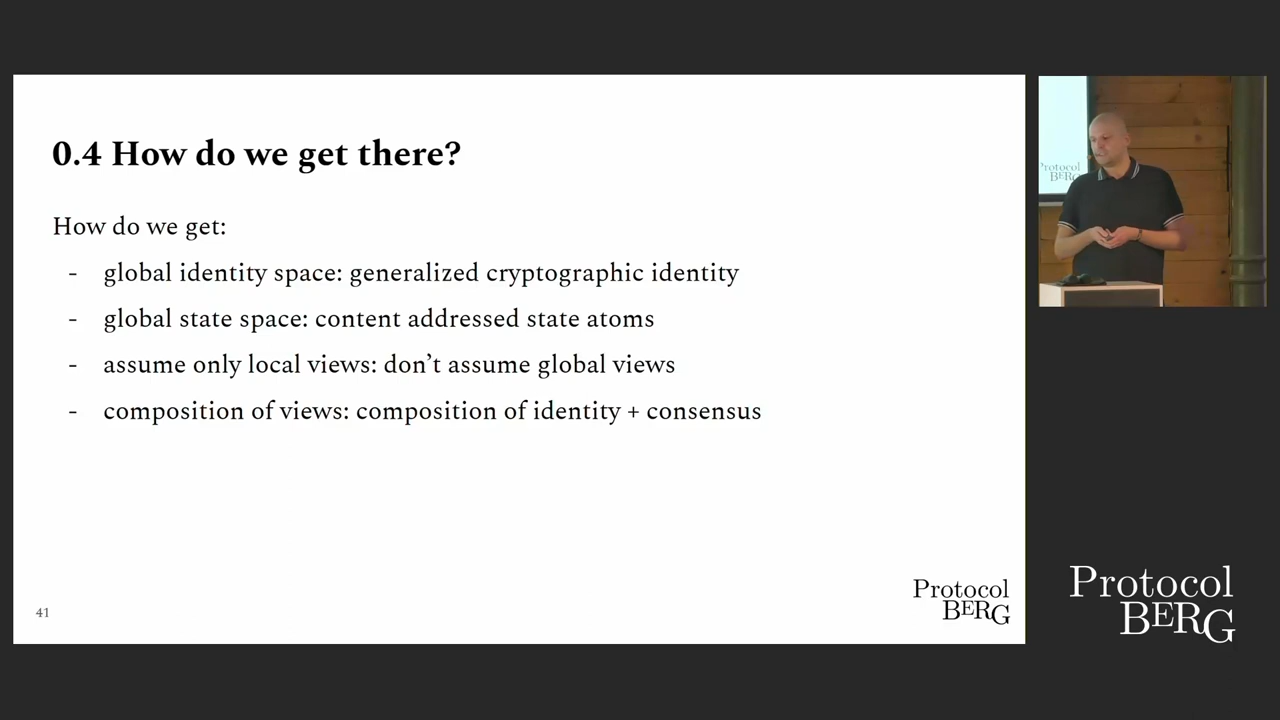 0.4 How do we get there?
How do we get:
- global identity space: generalized cryptographic identity
- global state space: content addressed state atoms
- assume only local views: don’t assume global views
- composition of views: composition of identity + consensus
41
Protocol
BERG
Protocol
BERG
Protocol
BERG